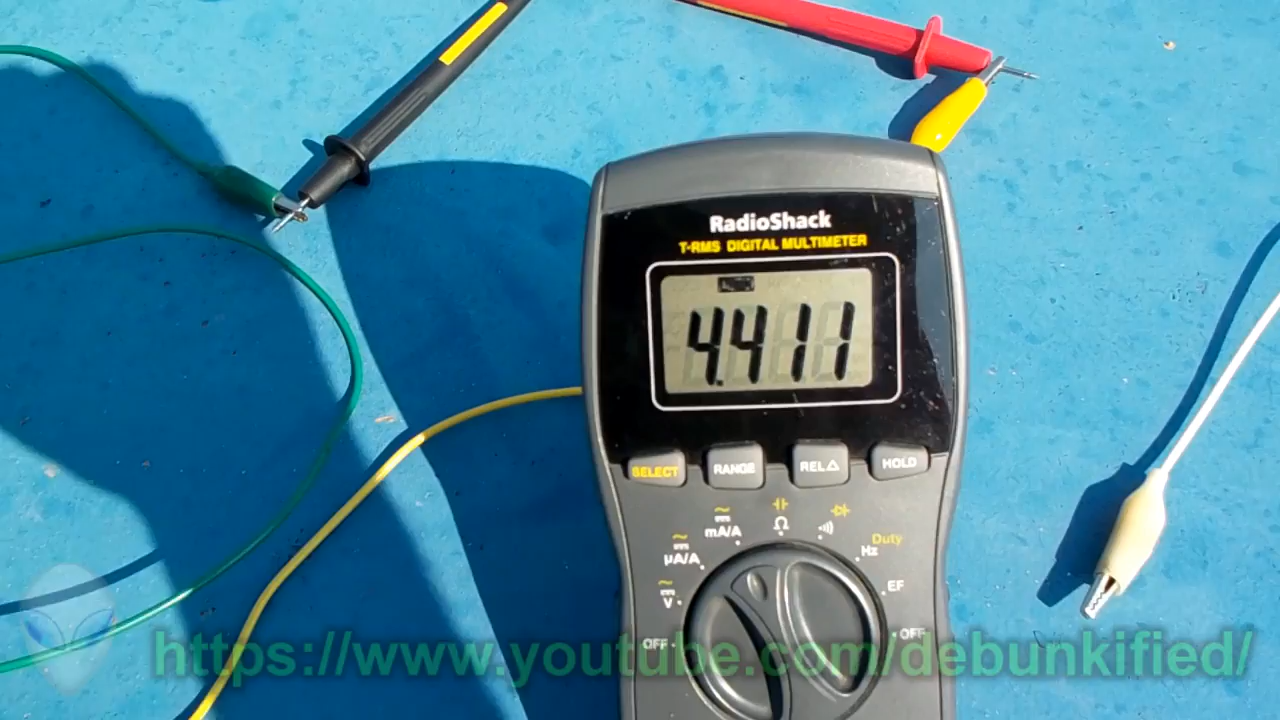 RadioShack
T-RMS DIGITAL MULTIMETER
4.411
SELECT RANGE REL△ HOLD
mA/A Ω Duty
µA/A Hz
V EF
OFF OFF
https://www.youtube.com/debunkified/